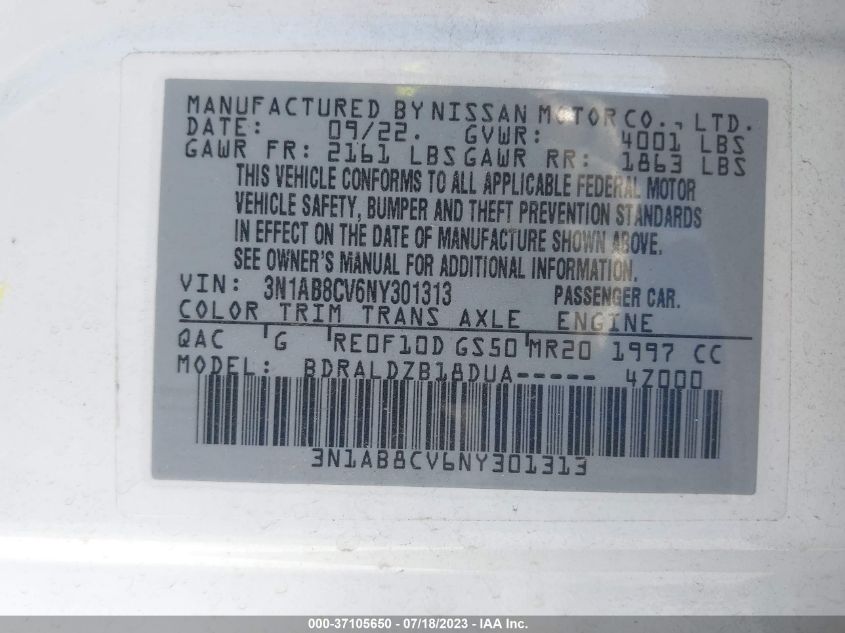 MANUFACTURED BY NISSAN MOTOR CO., LTD.
DATE: 09/22. GVWR: 4001 LBS
GAWR FR: 2161 LBS GAWR RR: 1863 LBS
THIS VEHICLE CONFORMS TO ALL APPLICABLE FEDERAL MOTOR
VEHICLE SAFETY, BUMPER AND THEFT PREVENTION STANDARDS
IN EFFECT ON THE DATE OF MANUFACTURE SHOWN ABOVE.
SEE OWNER'S MANUAL FOR ADDITIONAL INFORMATION.
VIN: 3N1AB8CV6NY301313 PASSENGER CAR.
COLOR TRIM TRANS AXLE ENGINE
QAC G RE0F10D GS50 MR20 1997 CC
MODEL: BDRALDZB18DUA----- 4Z000
3N1AB8CV6NY301313
000-37105650 - 07/18/2023 - IAA Inc.